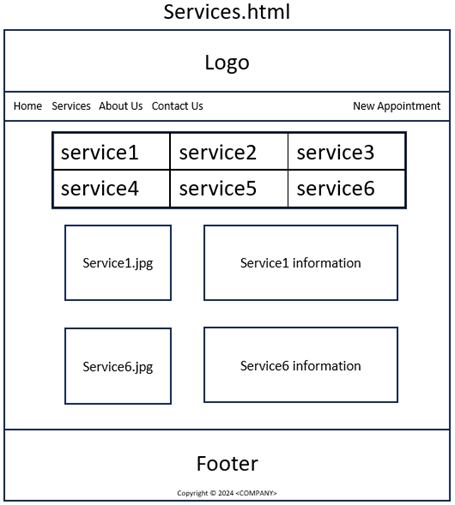 Services.html
Logo
Home Services About Us Contact Us New Appointment
service1 service2 service3
service4 service5 service6
Service1.jpg Service1 information
Service6.jpg Service6 information
Footer
Copyright © 2024 <COMPANY>